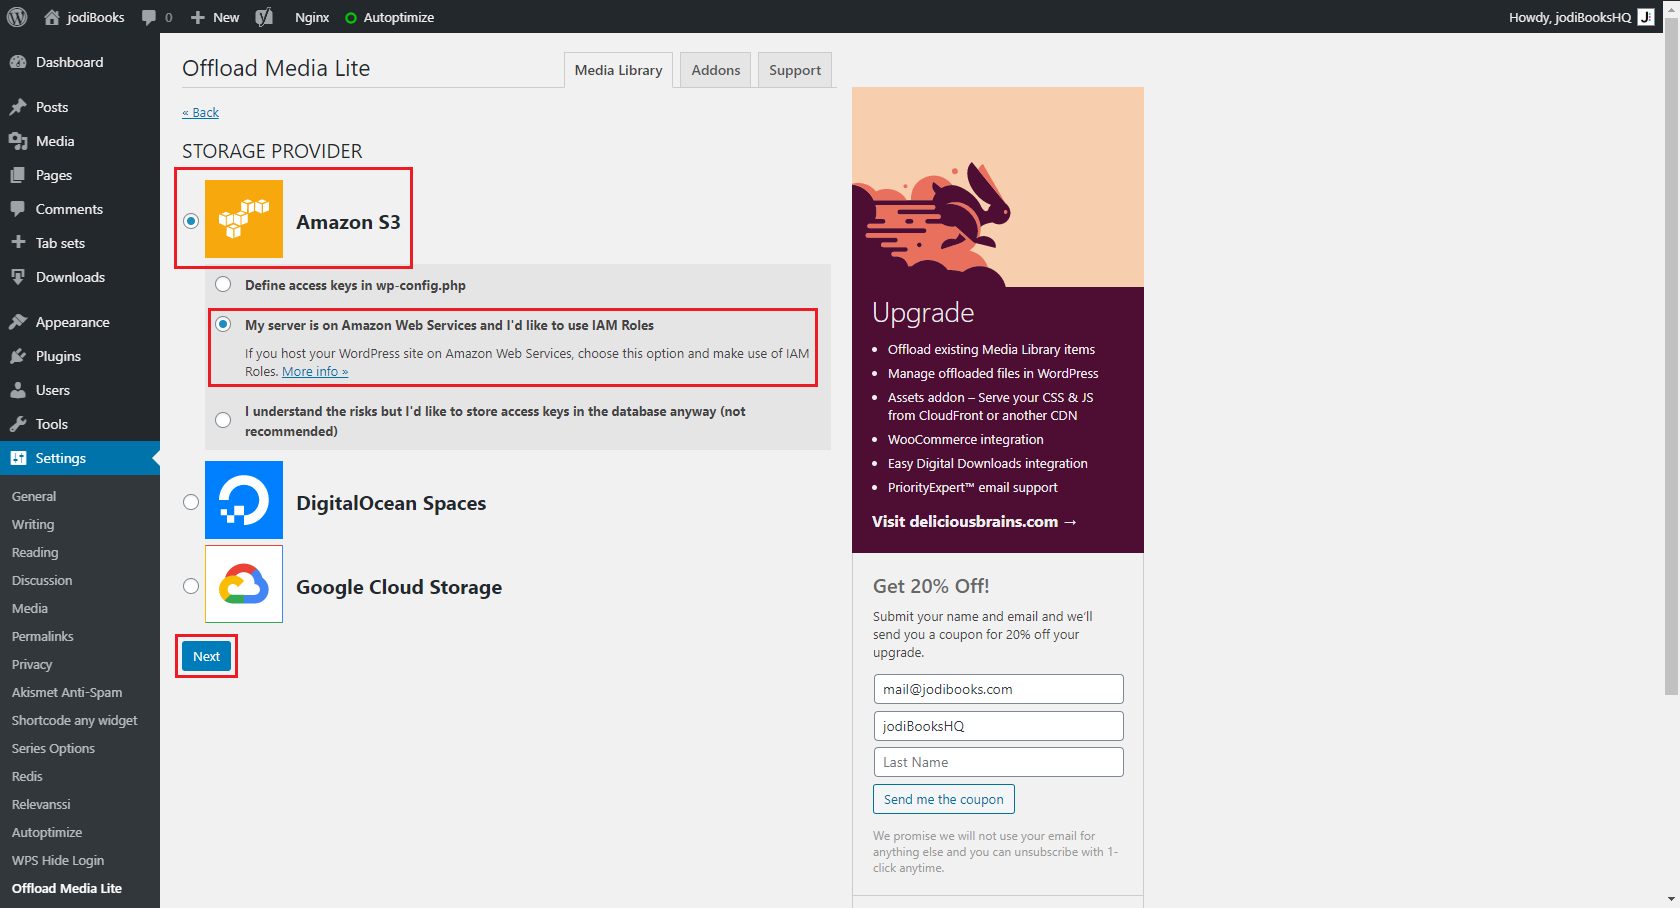 jodiBooks
0
New
Nginx
Autoptimize
Howdy, jodiBooksHQ
J:
Dashboard
Posts
Media
Pages
Comments
Tab sets
Downloads
Appearance
Plugins
Users
Tools
Settings
General
Writing
Reading
Discussion
Media
Permalinks
Privacy
Akismet Anti-Spam
Shortcode any widget
Series Options
Redis
Relevanssi
Autoptimize
WPS Hide Login
Offload Media Lite
Offload Media Lite
Media Library
Addons
Support
« Back
STORAGE PROVIDER
Amazon S3
Define access keys in wp-config.php
My server is on Amazon Web Services and I'd like to use IAM Roles
If you host your WordPress site on Amazon Web Services, choose this option and make use of IAM
Roles. More info »
I understand the risks but I'd like to store access keys in the database anyway (not
recommended)
DigitalOcean Spaces
Google Cloud Storage
Next
Upgrade
• Offload existing Media Library items
• Manage offloaded files in WordPress
• Assets addon – Serve your CSS & JS
from CloudFront or another CDN
• WooCommerce integration
• Easy Digital Downloads integration
• PriorityExpert™ email support
Visit deliciousbrains.com →
Get 20% Off!
Submit your name and email and we'll
send you a coupon for 20% off your
upgrade.
mail@jodibooks.com
jodiBooksHQ
Last Name
Send me the coupon
We promise we will not use your email for
anything else and you can unsubscribe with 1-
click anytime.